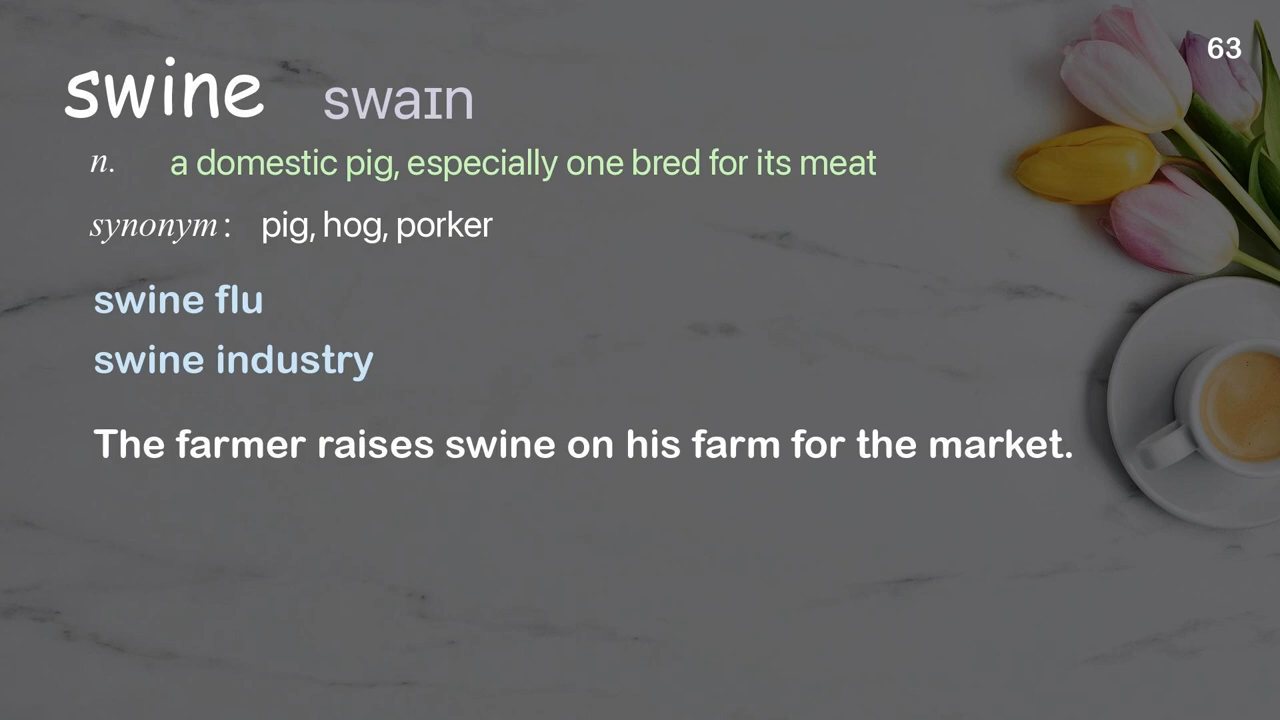 63
swine swaɪn
n. a domestic pig, especially one bred for its meat
synonym: pig, hog, porker
swine flu
swine industry
The farmer raises swine on his farm for the market.